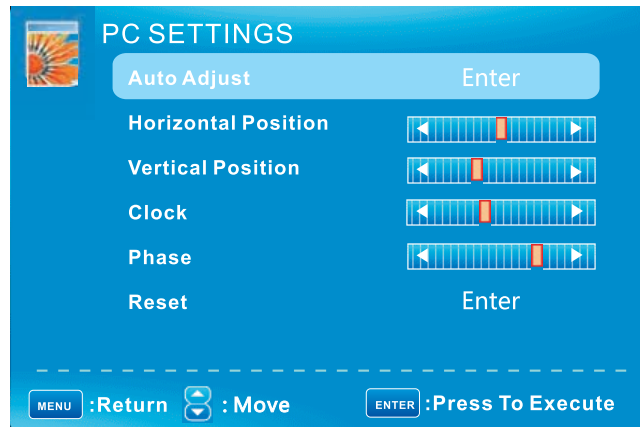 PC SETTINGS
Auto Adjust Enter
Horizontal Position
Vertical Position
Clock
Phase
Reset Enter
MENU :Return : Move ENTER :Press To Execute